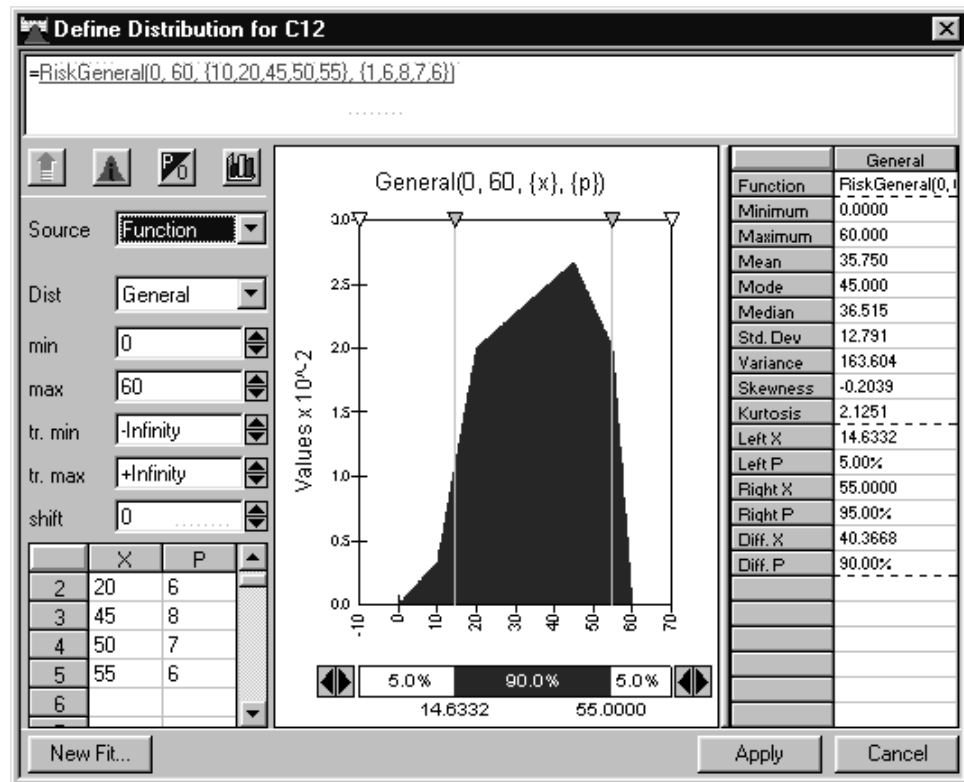 Define Distribution for C12
=RiskGeneral(0, 60, {10,20,45,50,55}, {1,6,8,7,6})
P/O
Source Function
Dist General
min 0
max 60
tr. min -Infinity
tr. max +Infinity
shift 0
X P
2 20 6
3 45 8
4 50 7
5 55 6
6
General(0, 60, {x}, {p})
Values x 10^-2
3.0
2.5
2.0
1.5
1.0
0.5
0.0
-10 0 10 20 30 40 50 60 70
5.0% 90.0% 5.0%
14.6332 55.0000
General
Function RiskGeneral(0,
Minimum 0.0000
Maximum 60.000
Mean 35.750
Mode 45.000
Median 36.515
Std. Dev 12.791
Variance 163.604
Skewness -0.2039
Kurtosis 2.1251
Left X 14.6332
Left P 5.00%
Right X 55.0000
Right P 95.00%
Diff. X 40.3668
Diff. P 90.00%
New Fit...
Apply
Cancel